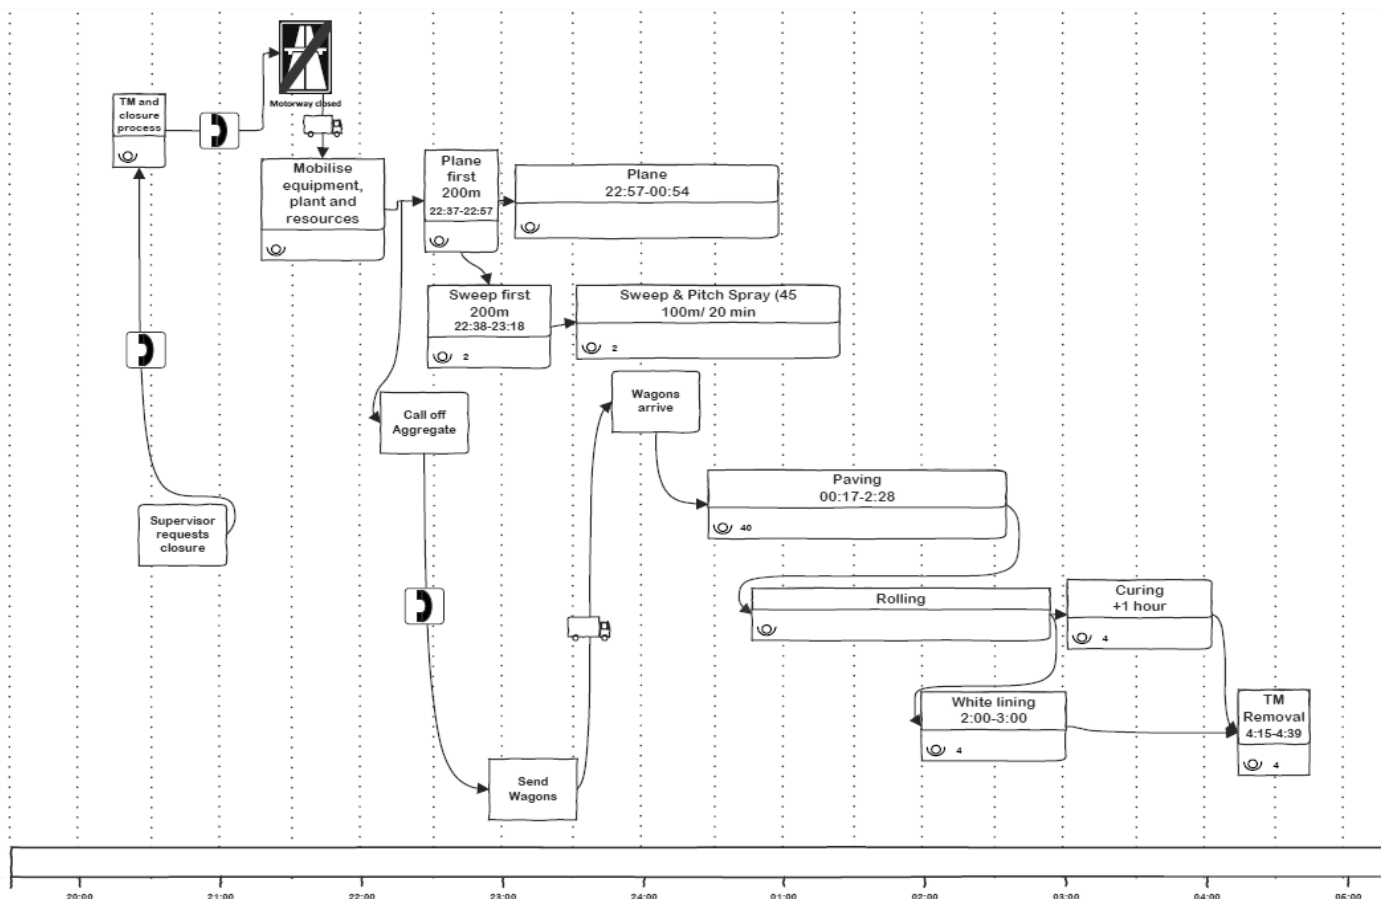 TM and
closure
process
Motorway closed
Mobilise
equipment,
plant and
resources
Plane
first
200m
22:37-22:57
Plane
22:57-00:54
Sweep first
200m
22:38-23:18
2
Sweep & Pitch Spray (45
100m/ 20 min
2
Call off
Aggregate
Wagons
arrive
Supervisor
requests
closure
Paving
00:17-2:28
40
Rolling
Curing
+1 hour
4
White lining
2:00-3:00
4
TM
Removal
4:15-4:39
4
Send
Wagons
20:00 21:00 22:00 23:00 24:00 01:00 02:00 03:00 04:00 05:00